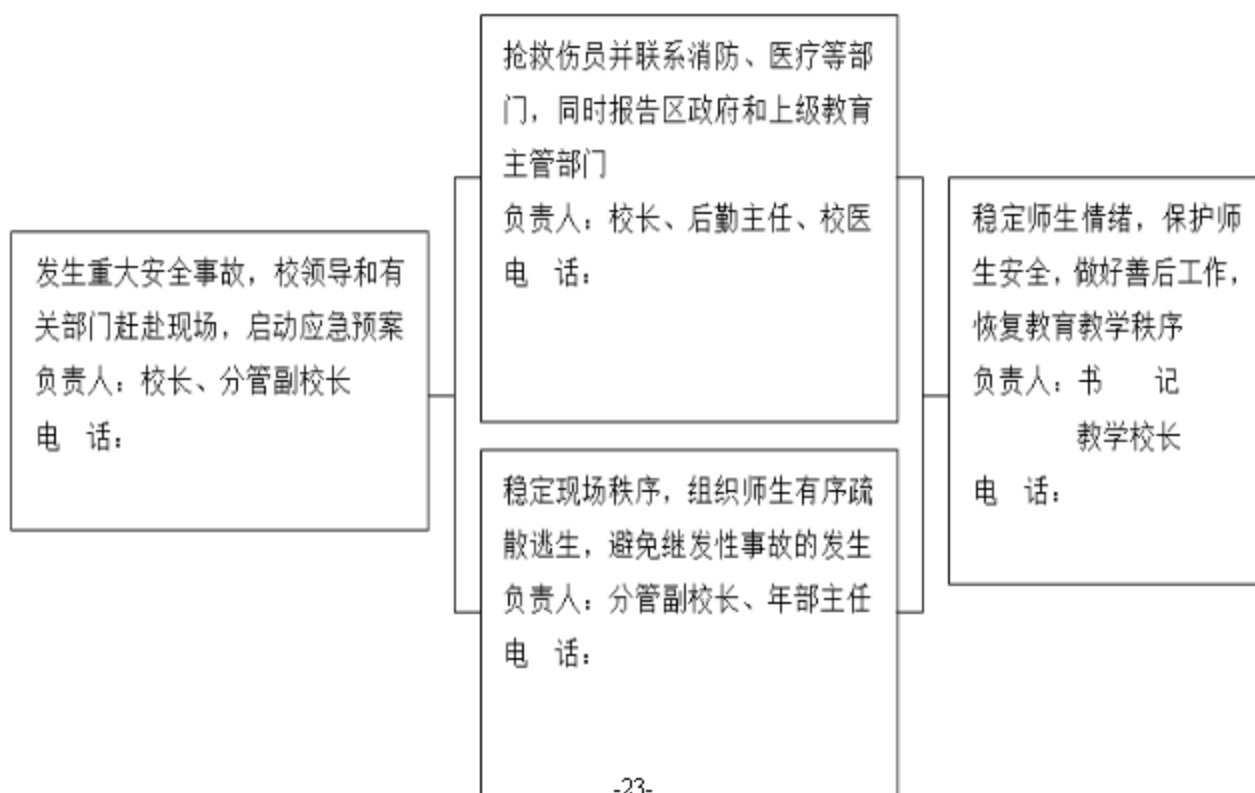 发生重大安全事故，校领导和有
关部门赶赴现场，启动应急预案
负责人：校长、分管副校长
电　话：
抢救伤员并联系消防、医疗等部
门，同时报告区政府和上级教育
主管部门
负责人：校长、后勤主任、校医
电　话：
稳定现场秩序，组织师生有序疏
散逃生，避免继发性事故的发生
负责人：分管副校长、年部主任
电　话：
稳定师生情绪，保护师
生安全，做好善后工作，
恢复教育教学秩序
负责人：书　　记
教学校长
电　话：
-23-